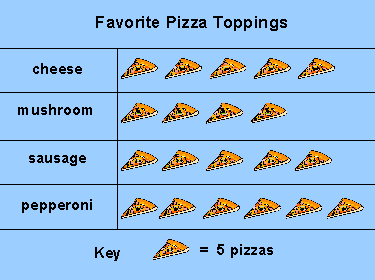 Favorite Pizza Toppings
cheese
mushroom
sausage
pepperoni
Key = 5 pizzas